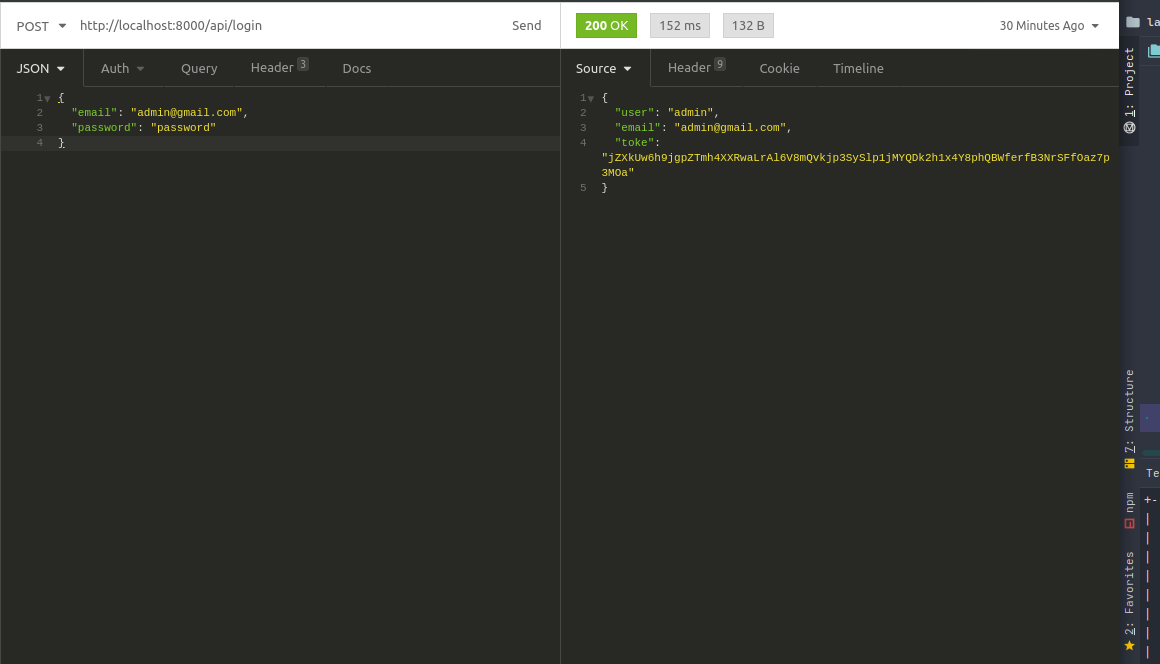 POST http://localhost:8000/api/login Send
200 OK 152 ms 132 B 30 Minutes Ago
JSON Auth Query Header 3 Docs
Source Header 9 Cookie Timeline
1 {
2 "email": "admin@gmail.com",
3 "password": "password"
4 }
1 {
2 "user": "admin",
3 "email": "admin@gmail.com",
4 "toke":
"jZXkUw6h9jgpZTmh4XXRwaLrAl6V8mQvkjp3SySlp1jMYQDk2h1x4Y8phQBWferfB3NrSFfOaz7p
3MOa"
5 }
la
1: Project
7: Structure
Te
+-
npm
2: Favorites